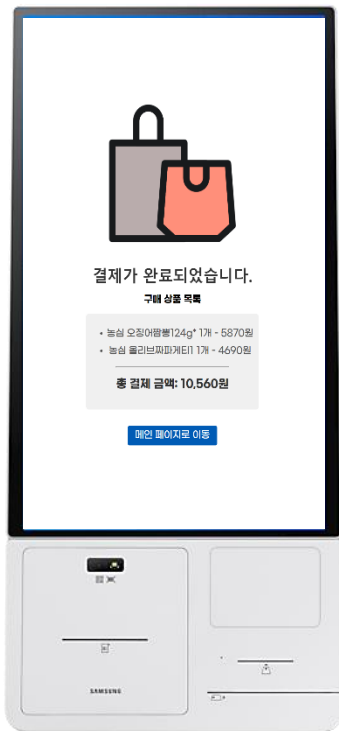 결제가 완료되었습니다.
구매 상품 목록
• 농심 오징어짬뽕124g* 1개 - 5870원
• 농심 올리브짜파게티1 1개 - 4690원
총 결제 금액: 10,560원
메인 페이지로 이동
SAMSUNG